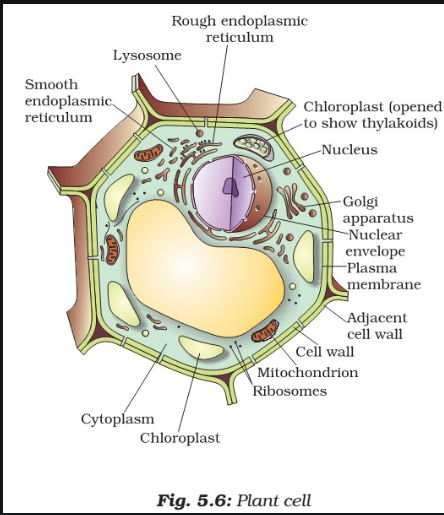 Rough endoplasmic
reticulum
Lysosome
Smooth
endoplasmic
reticulum
Chloroplast (opened
to show thylakoids)
Nucleus
Golgi
apparatus
Nuclear
envelope
Plasma
membrane
Adjacent
cell wall
Cell wall
Mitochondrion
Ribosomes
Cytoplasm
Chloroplast
Fig. 5.6: Plant cell